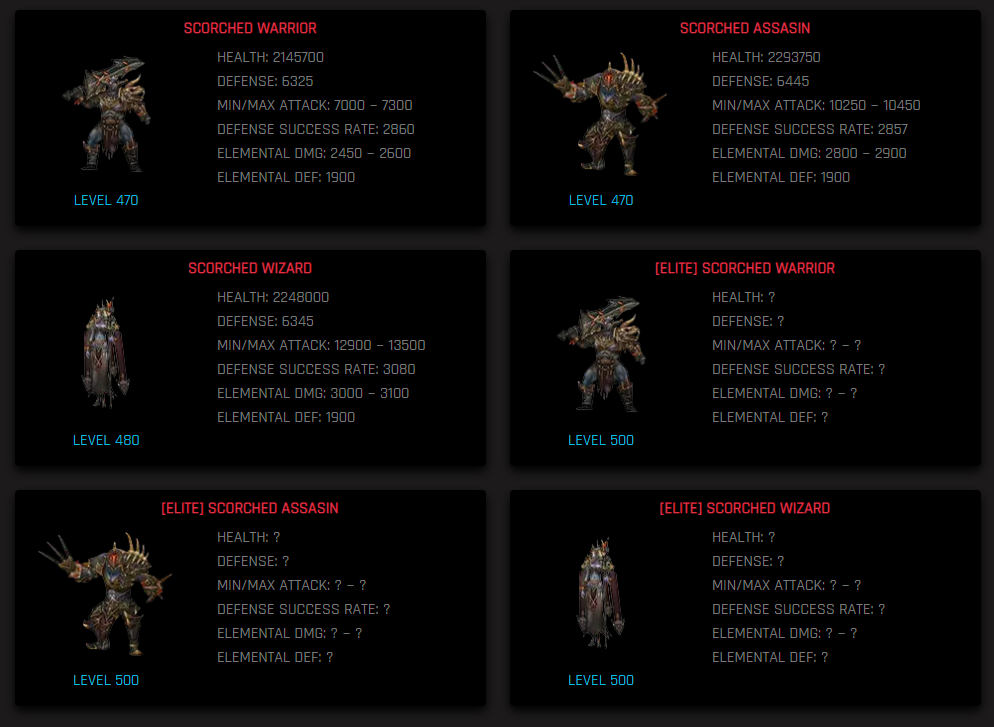 SCORCHED WARRIOR
HEALTH: 2145700
DEFENSE: 6325
MIN/MAX ATTACK: 7000 – 7300
DEFENSE SUCCESS RATE: 2860
ELEMENTAL DMG: 2450 – 2600
ELEMENTAL DEF: 1900
LEVEL 470
SCORCHED ASSASIN
HEALTH: 2293750
DEFENSE: 6445
MIN/MAX ATTACK: 10250 – 10450
DEFENSE SUCCESS RATE: 2857
ELEMENTAL DMG: 2800 – 2900
ELEMENTAL DEF: 1900
LEVEL 470
SCORCHED WIZARD
HEALTH: 2248000
DEFENSE: 6345
MIN/MAX ATTACK: 12900 – 13500
DEFENSE SUCCESS RATE: 3080
ELEMENTAL DMG: 3000 – 3100
ELEMENTAL DEF: 1900
LEVEL 480
[ELITE] SCORCHED WARRIOR
HEALTH: ?
DEFENSE: ?
MIN/MAX ATTACK: ? – ?
DEFENSE SUCCESS RATE: ?
ELEMENTAL DMG: ? – ?
ELEMENTAL DEF: ?
LEVEL 500
[ELITE] SCORCHED ASSASIN
HEALTH: ?
DEFENSE: ?
MIN/MAX ATTACK: ? – ?
DEFENSE SUCCESS RATE: ?
ELEMENTAL DMG: ? – ?
ELEMENTAL DEF: ?
LEVEL 500
[ELITE] SCORCHED WIZARD
HEALTH: ?
DEFENSE: ?
MIN/MAX ATTACK: ? – ?
DEFENSE SUCCESS RATE: ?
ELEMENTAL DMG: ? – ?
ELEMENTAL DEF: ?
LEVEL 500